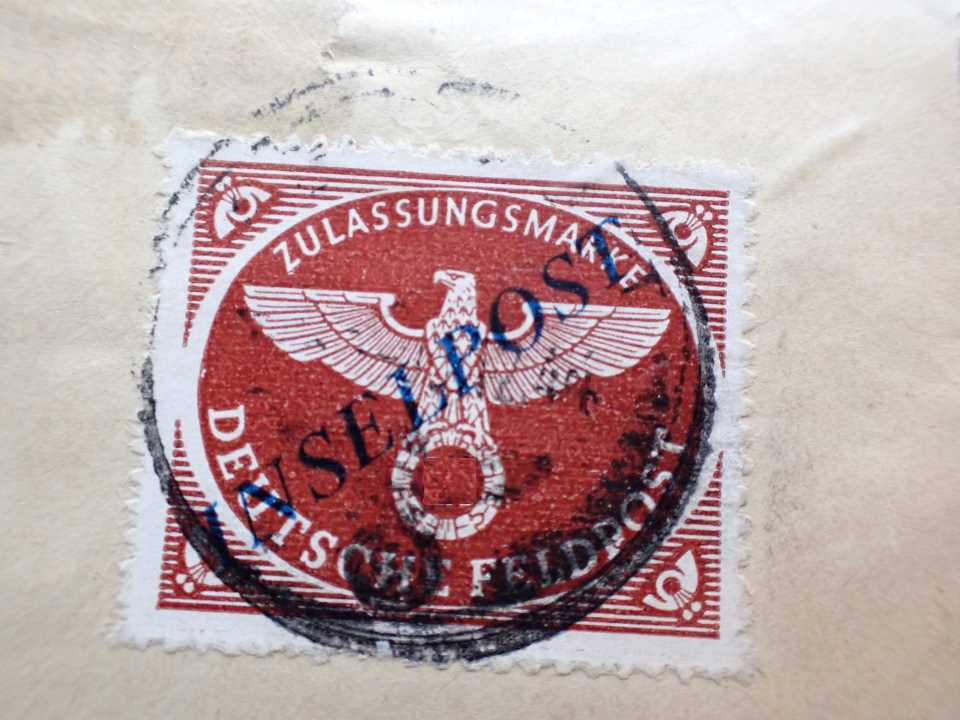 ZULASSUNGSMARKE
INSELPOST
DEUTSCHE FELDPOST